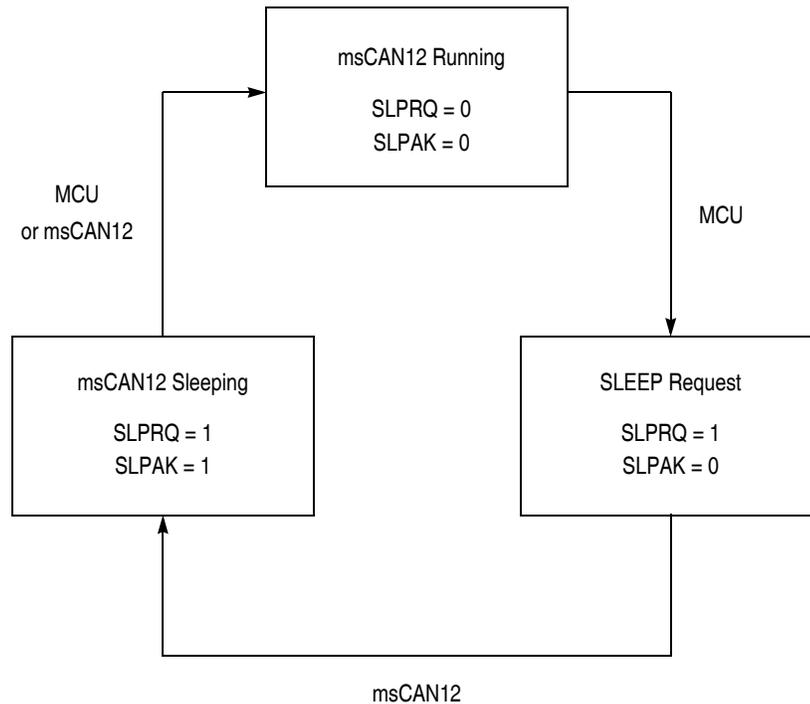 msCAN12 Running
SLPRQ = 0
SLPAK = 0
MCU
or msCAN12
MCU
msCAN12 Sleeping
SLPRQ = 1
SLPAK = 1
SLEEP Request
SLPRQ = 1
SLPAK = 0
msCAN12